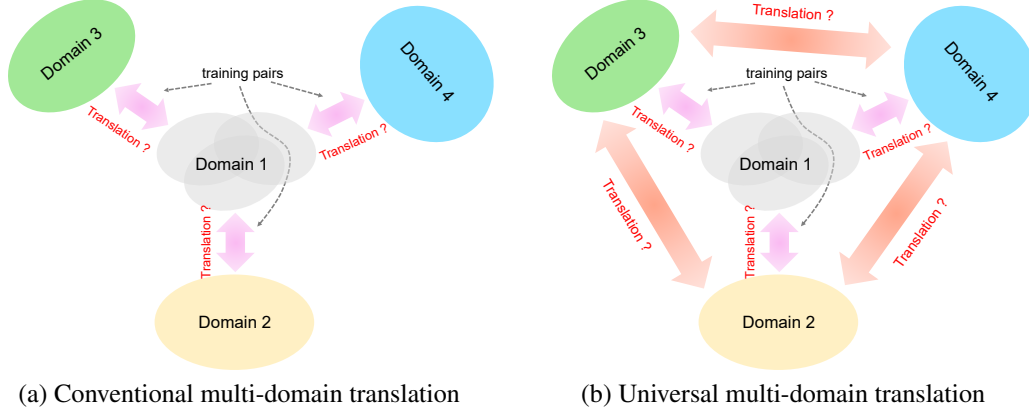 Domain 3
Domain 4
training pairs
Translation ?
Translation ?
Domain 1
Translation ?
Domain 2
(a) Conventional multi-domain translation
Translation ?
Domain 3
Domain 4
training pairs
Translation ?
Translation ?
Domain 1
Translation ?
Translation ?
Translation ?
Domain 2
(b) Universal multi-domain translation